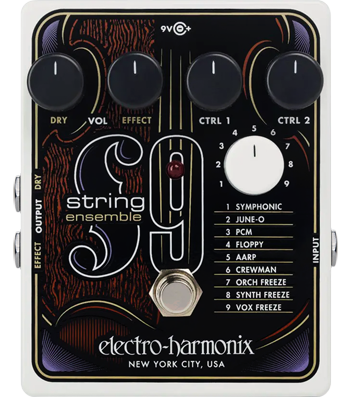 9V
DRY VOL EFFECT CTRL 1 CTRL 2
1 2 3 4 5 6 7 8 9
EFFECT OUTPUT DRY
INPUT
S9
string
ensemble
1 SYMPHONIC
2 JUNE-O
3 PCM
4 FLOPPY
5 AARP
6 CREWMAN
7 ORCH FREEZE
8 SYNTH FREEZE
9 VOX FREEZE
electro-harmonix
NEW YORK CITY, USA